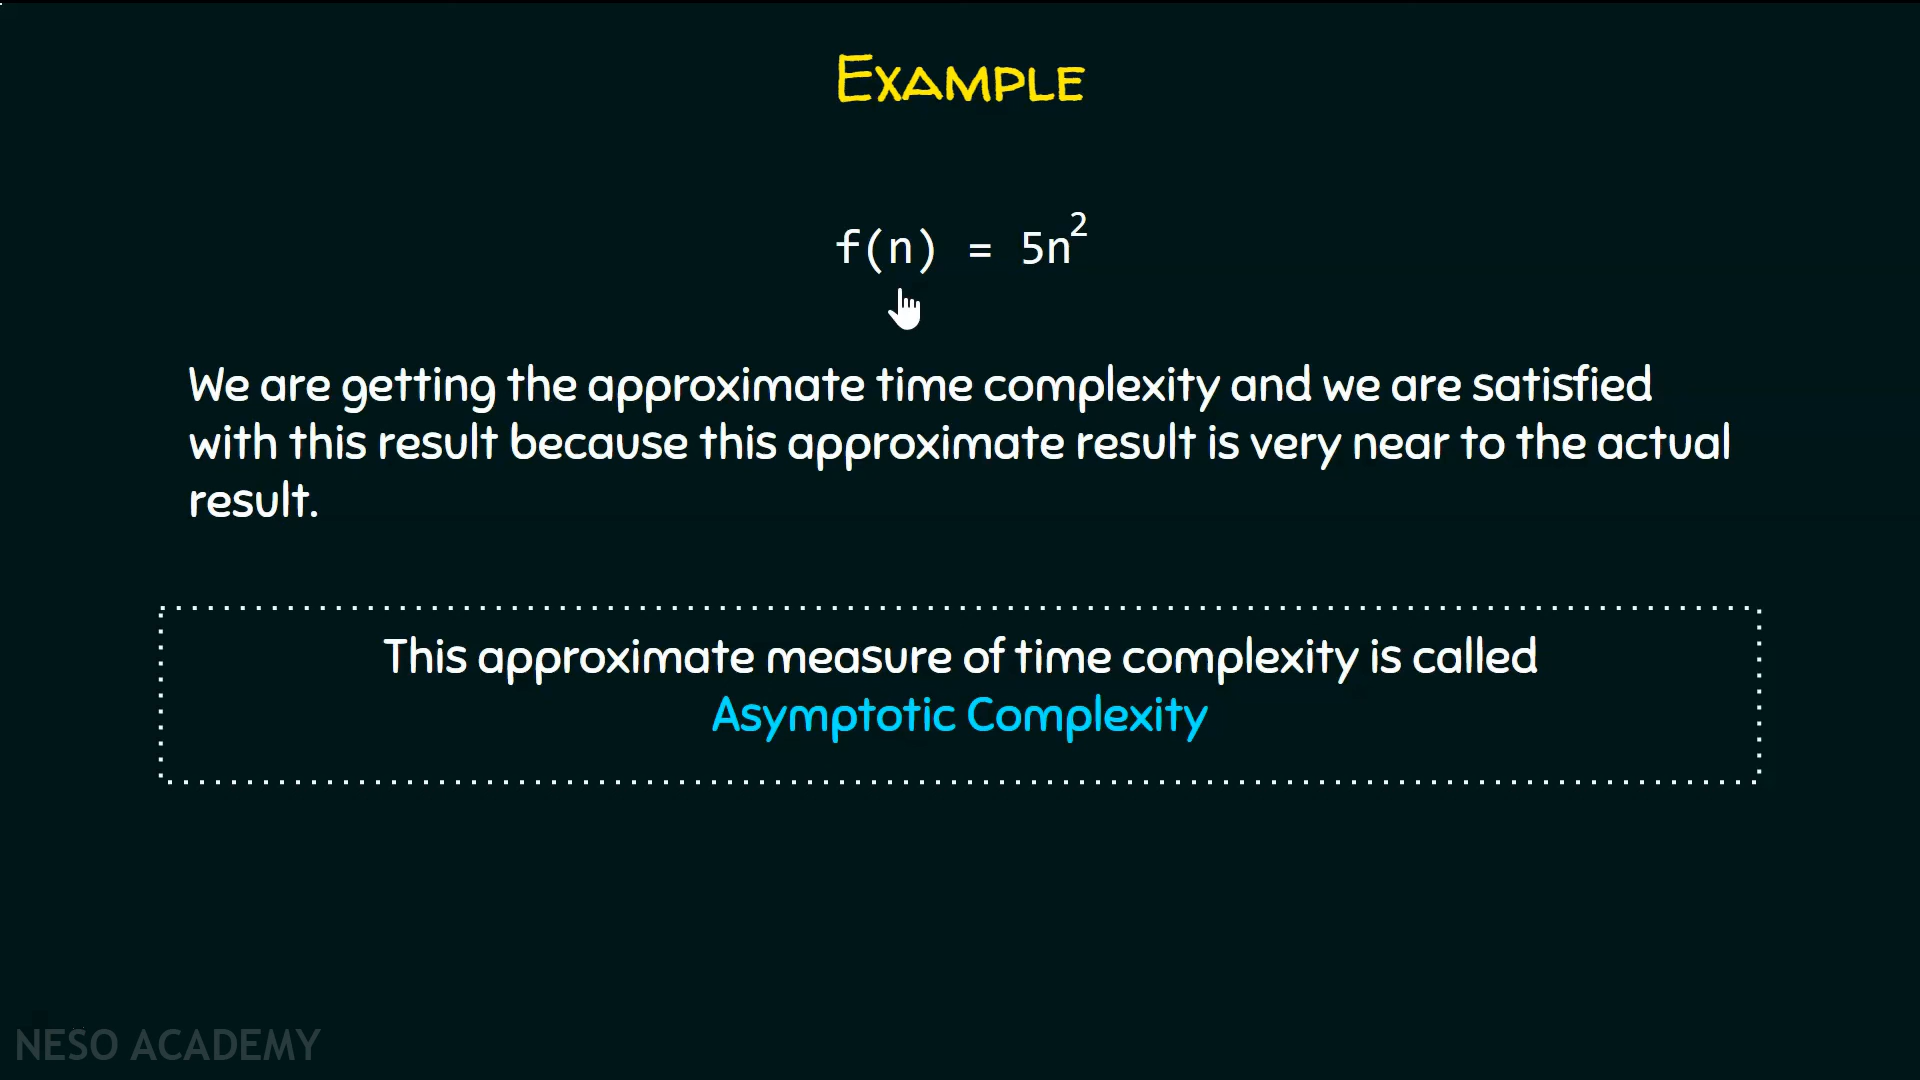 EXAMPLE
f(n) = 5n²
We are getting the approximate time complexity and we are satisfied
with this result because this approximate result is very near to the actual
result.
This approximate measure of time complexity is called
Asymptotic Complexity
NESO ACADEMY